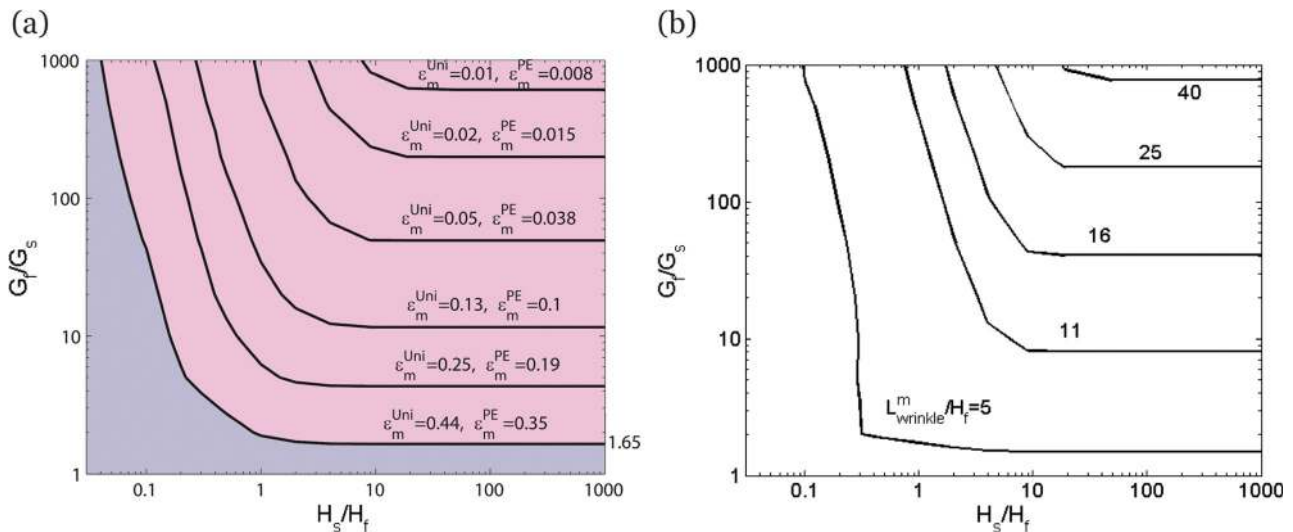 (a)
1000
100
10
1
G_f/G_s
ε_m^Uni=0.01, ε_m^PE=0.008
ε_m^Uni=0.02, ε_m^PE=0.015
ε_m^Uni=0.05, ε_m^PE=0.038
ε_m^Uni=0.13, ε_m^PE=0.1
ε_m^Uni=0.25, ε_m^PE=0.19
ε_m^Uni=0.44, ε_m^PE=0.35
1.65
0.1 1 10 100 1000
H_s/H_f
(b)
1000
100
10
1
G_f/G_s
40
25
16
11
L_wrinkle^m/H_f=5
0.1 1 10 100 1000
H_s/H_f